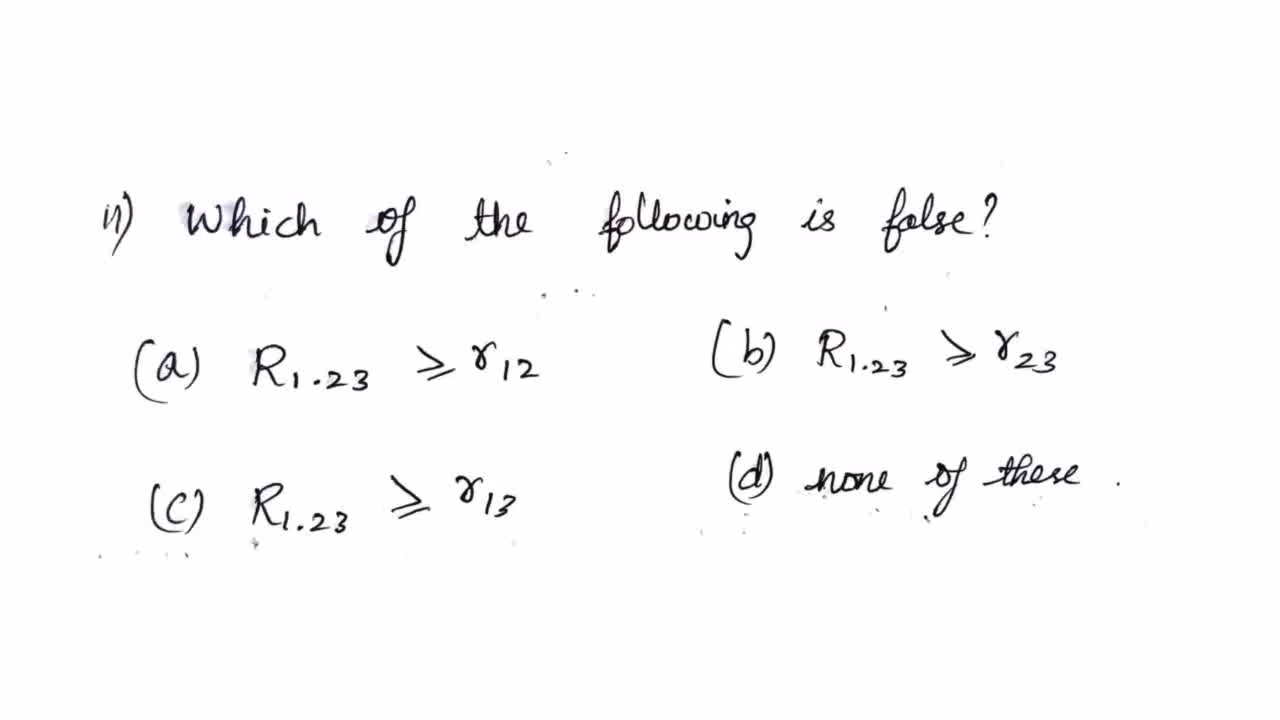 11) Which of the following is false?
(a) R₁.₂₃ ≥ r₁₂ (b) R₁.₂₃ ≥ r₂₃
(c) R₁.₂₃ ≥ r₁₃ (d) none of these.